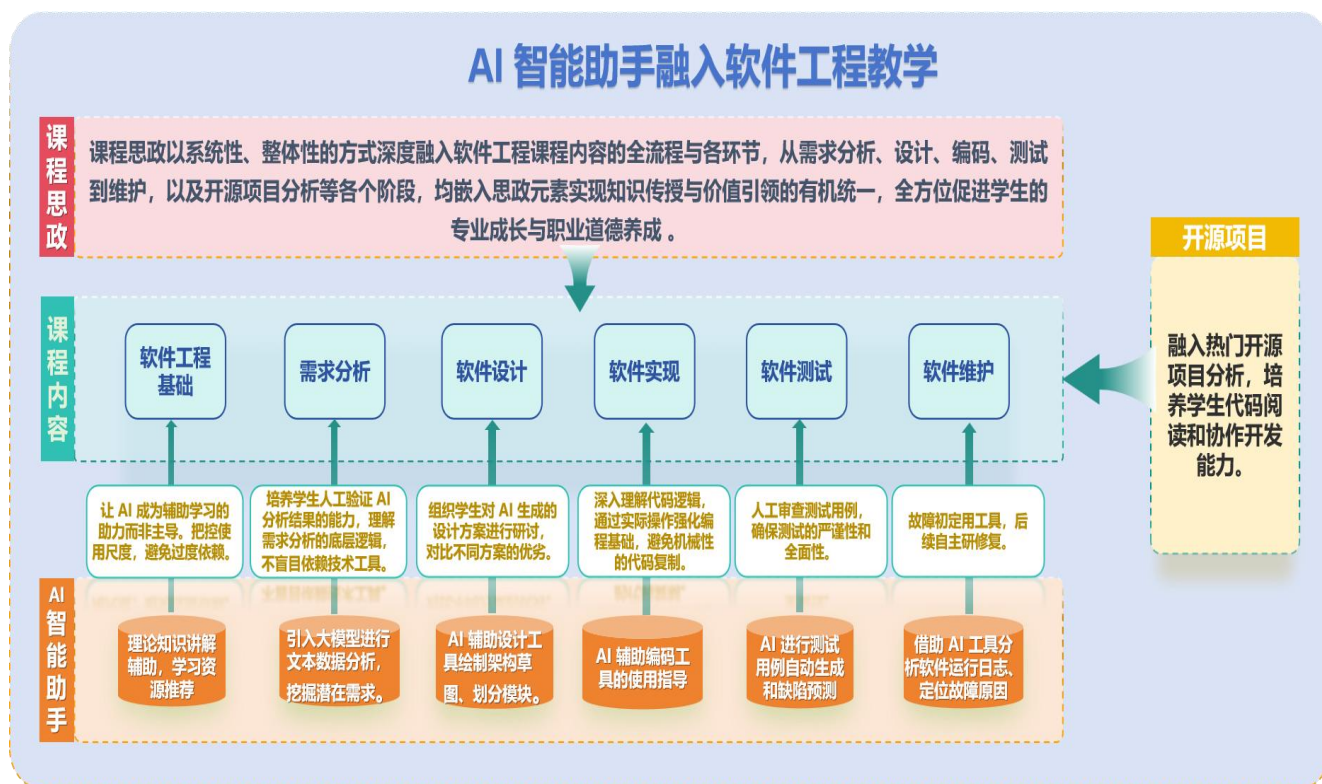 AI 智能助手融入软件工程教学
课程思政
课程思政以系统性、整体性的方式深度融入软件工程课程内容的全流程与各环节，从需求分析、设计、编码、测试
到维护，以及开源项目分析等各个阶段，均嵌入思政元素实现知识传授与价值引领的有机统一，全方位促进学生的
专业成长与职业道德养成 。
开源项目
融入热门开源
项目分析，培
养学生代码阅
读和协作开发
能力。
课程内容
软件工程
基础
需求分析
软件设计
软件实现
软件测试
软件维护
让 AI 成为辅助学习的
助力而非主导。把控使
用尺度，避免过度依赖。
培养学生人工验证 AI
分析结果的能力，理解
需求分析的底层逻辑，
不盲目依赖技术工具。
组织学生对 AI 生成的
设计方案进行研讨，
对比不同方案的优劣。
深入理解代码逻辑，
通过实际操作强化编
程基础，避免机械性
的代码复制。
人工审查测试用例，
确保测试的严谨性和
全面性。
故障初定用工具，后
续自主研修复。
AI智能助手
理论知识讲解
辅助，学习资
源推荐
引入大模型进行
文本数据分析，
挖掘潜在需求。
AI 辅助设计工
具绘制架构草
图、划分模块。
AI 辅助编码工
具的使用指导
AI 进行测试
用例自动生成
和缺陷预测
借助 AI 工具分
析软件运行日志、
定位故障原因